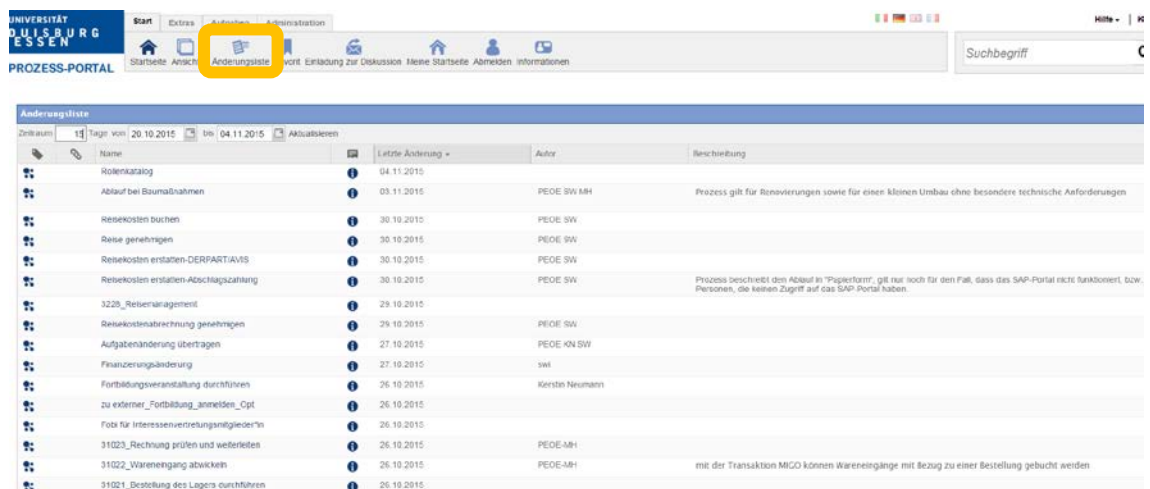 UNIVERSITÄT
DUISBURG
ESSEN
PROZESS-PORTAL
Start Extras Administration
Hilfe
Startseite Ansich Änderungsliste vorit Einladung zur Diskussion Meine Startseite Abmelden Informationen
Suchbegriff
Änderungsliste
Zeitraum 15 Tage von 20.10.2015 bis 04.11.2015 Aktualisieren
Name Letzte Änderung Autor Beschreibung
Rollenkatalog 04.11.2015
Ablauf bei Baumaßnahmen 03.11.2015 PEOE SW MH Prozess gilt für Renovierungen sowie für einen kleinen Umbau ohne besondere technische Anforderungen
Reisekosten buchen 30.10.2015 PEOE SW
Reise genehmigen 30.10.2015 PEOE SW
Reisekosten erstatten-DERPART/AVIS 30.10.2015 PEOE SW
Reisekosten erstatten-Abschlagszahlung 30.10.2015 PEOE SW Prozess beschreibt den Ablauf in "Papierform", gilt nur noch für den Fall, dass das SAP-Portal nicht funktioniert, bzw.
Personen, die keinen Zugriff auf das SAP-Portal haben.
3228_Reisemanagement 29.10.2015
Reisekostenabrechnung genehmigen 29.10.2015 PEOE SW
Aufgabenänderung übertragen 27.10.2015 PEOE KN SW
Finanzierungsänderung 27.10.2015 swi
Fortbildungsveranstaltung durchführen 26.10.2015 Kerstin Neumann
zu externer_Fortbildung_anmelden_Opt 26.10.2015
Fobi für Interessenvertretungsmitglieder*in 26.10.2015
31023_Rechnung prüfen und weiterleiten 26.10.2015 PEOE-MH
31022_Wareneingang abwickeln 26.10.2015 PEOE-MH mit der Transaktion MIGO können Wareneingänge mit Bezug zu einer Bestellung gebucht werden
31021_Bestellung des Lagers durchführen 26.10.2015